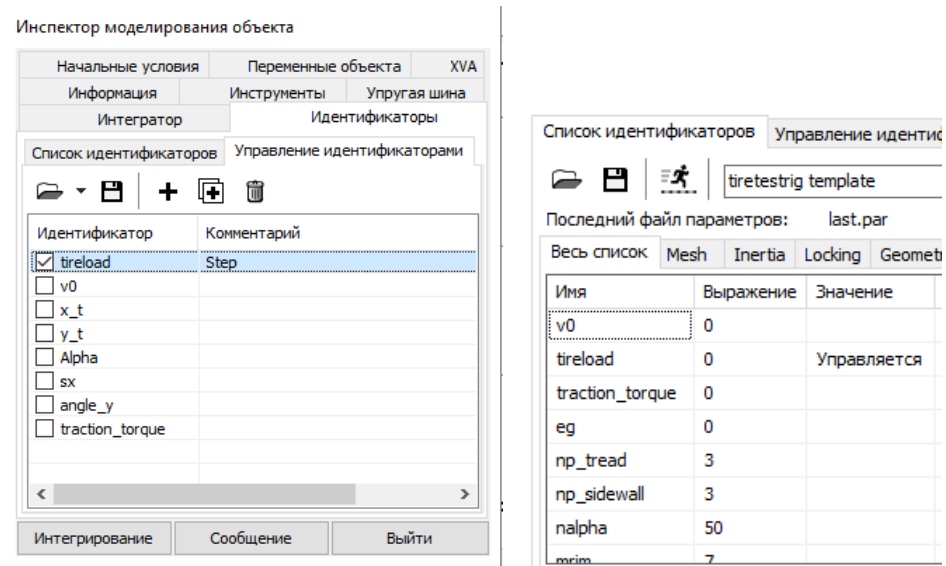 Инспектор моделирования объекта
Начальные условия Переменные объекта XVA
Информация Инструменты Упругая шина
Интегратор Идентификаторы
Список идентификаторов Управление идентификаторами
Идентификатор Комментарий
tireload Step
v0
x_t
y_t
Alpha
sx
angle_y
traction_torque
Интегрирование Сообщение Выйти
Список идентификаторов Управление
tiretestrig template
Последний файл параметров: last.par
Весь список Mesh Inertia Locking
Имя Выражение Значение
v0 0
tireload 0 Управляется
traction_torque 0
eg 0
np_tread 3
np_sidewall 3
nalpha 50
mrim 7